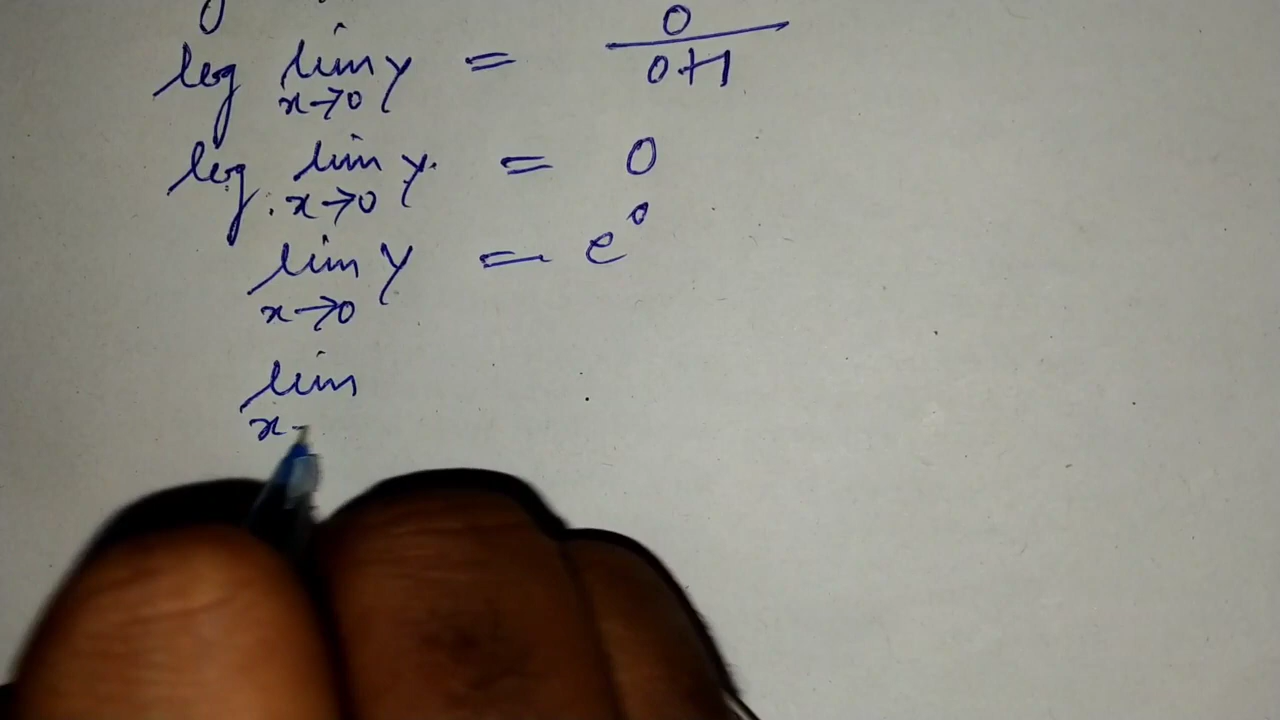 log lim y = 0
x→0 0+1
log lim y = 0
x→0
lim y = e⁰
x→0
lim
x-